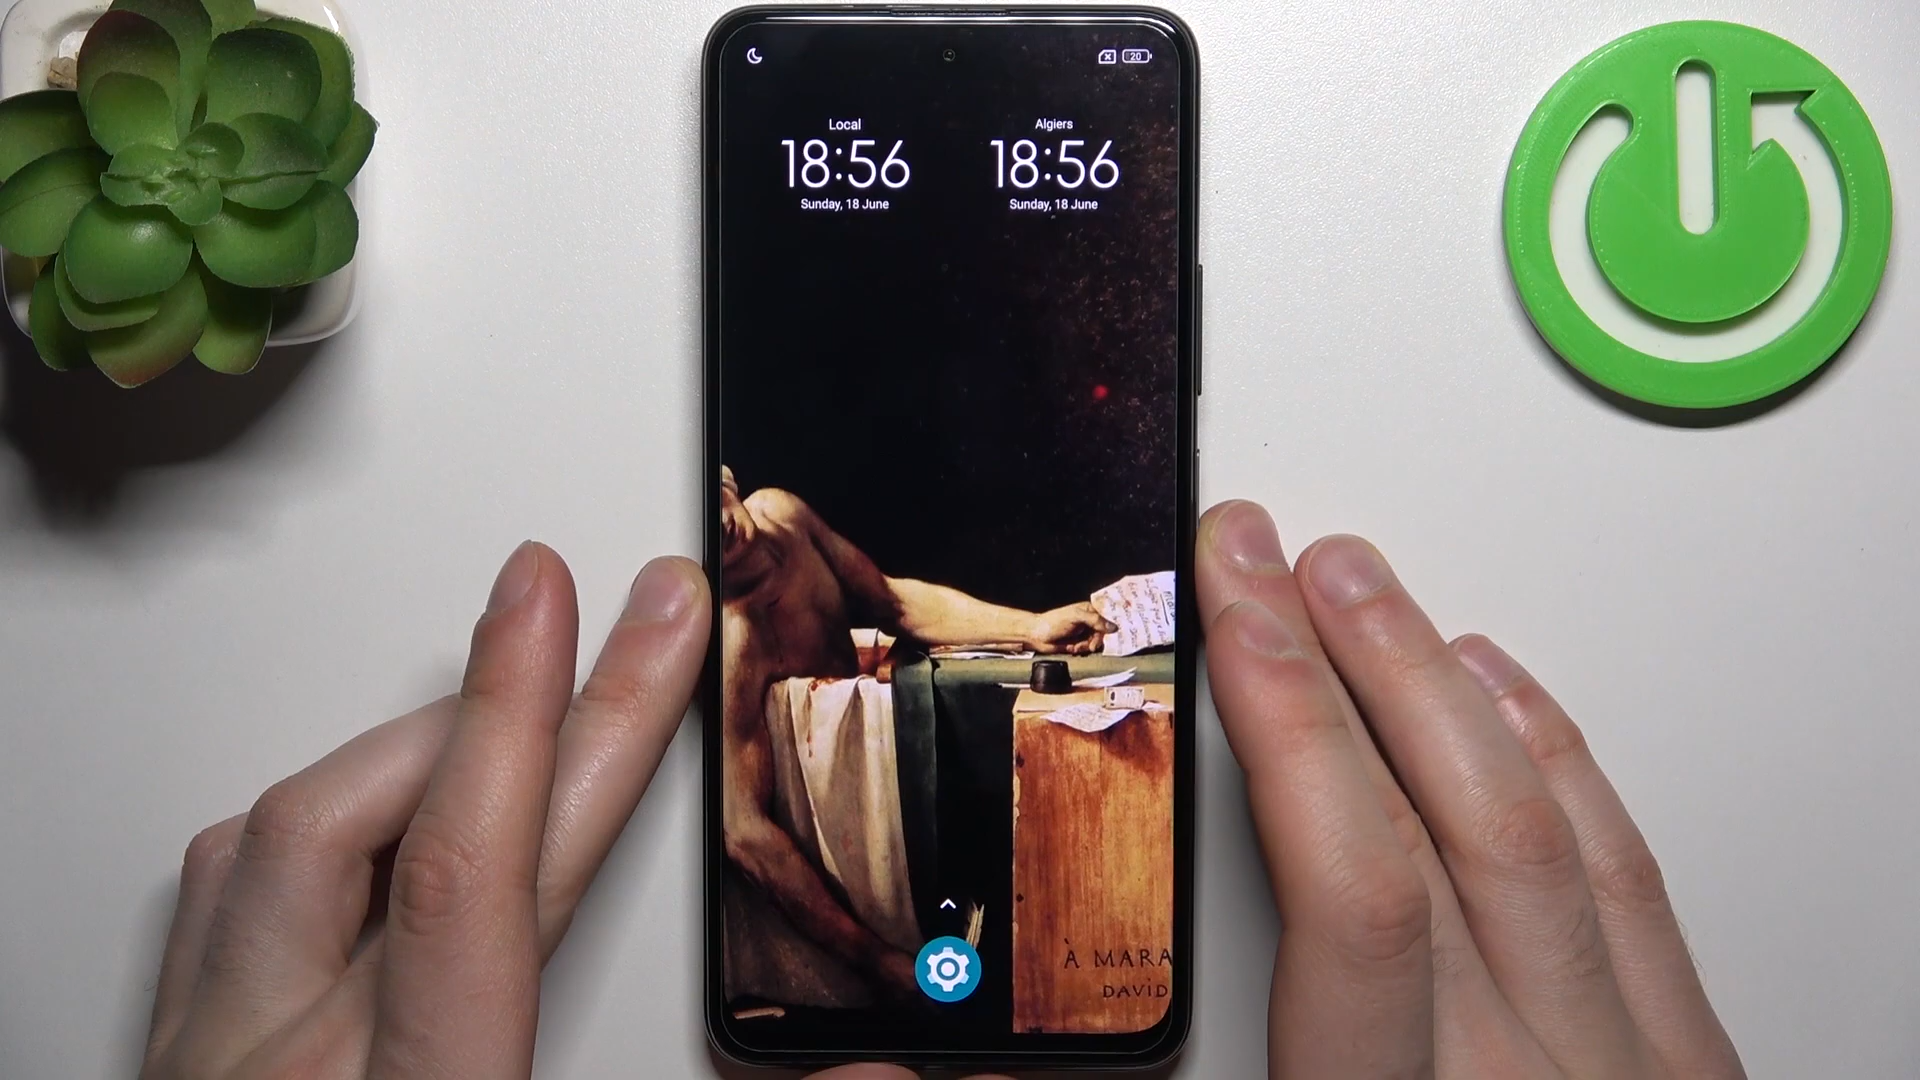 20
Local
Algiers
18:56
18:56
Sunday, 18 June
Sunday, 18 June
À MARA
DAVID